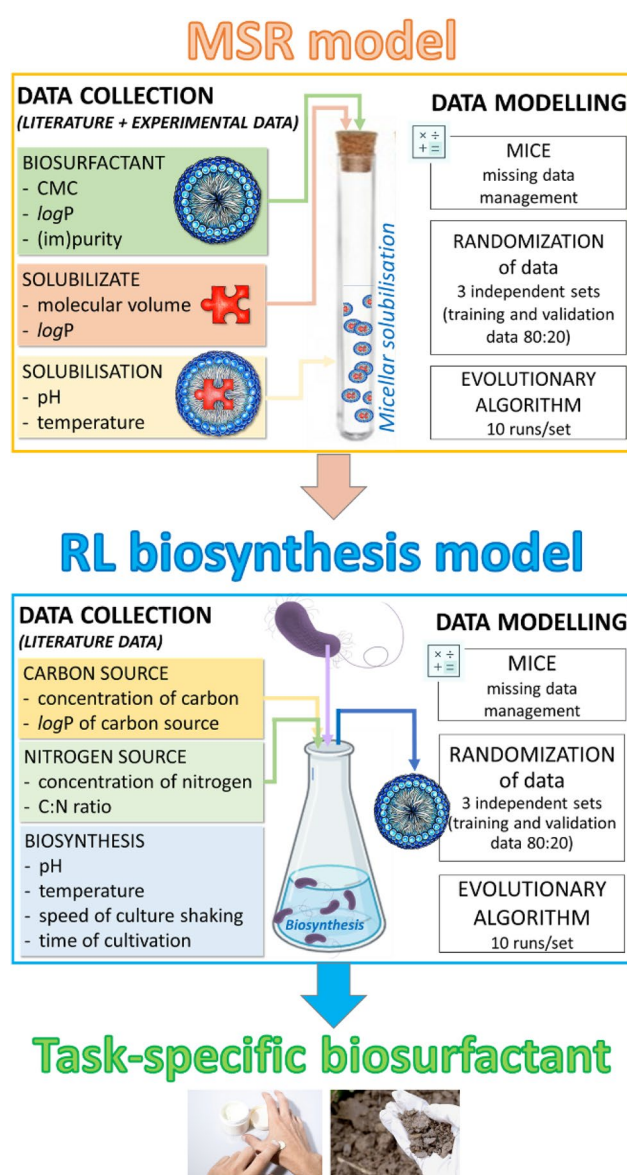 MSR model
DATA COLLECTION
(LITERATURE + EXPERIMENTAL DATA)
BIOSURFACTANT
- CMC
- logP
- (im)purity
SOLUBILIZATE
- molecular volume
- logP
SOLUBILISATION
- pH
- temperature
Micellar solubilisation
DATA MODELLING
× ÷
+ =
MICE
missing data
management
RANDOMIZATION
of data
3 independent sets
(training and validation
data 80:20)
EVOLUTIONARY
ALGORITHM
10 runs/set
RL biosynthesis model
DATA COLLECTION
(LITERATURE DATA)
CARBON SOURCE
- concentration of carbon
- logP of carbon source
NITROGEN SOURCE
- concentration of nitrogen
- C:N ratio
BIOSYNTHESIS
- pH
- temperature
- speed of culture shaking
- time of cultivation
Biosynthesis
DATA MODELLING
× ÷
+ =
MICE
missing data
management
RANDOMIZATION
of data
3 independent sets
(training and validation
data 80:20)
EVOLUTIONARY
ALGORITHM
10 runs/set
Task-specific biosurfactant